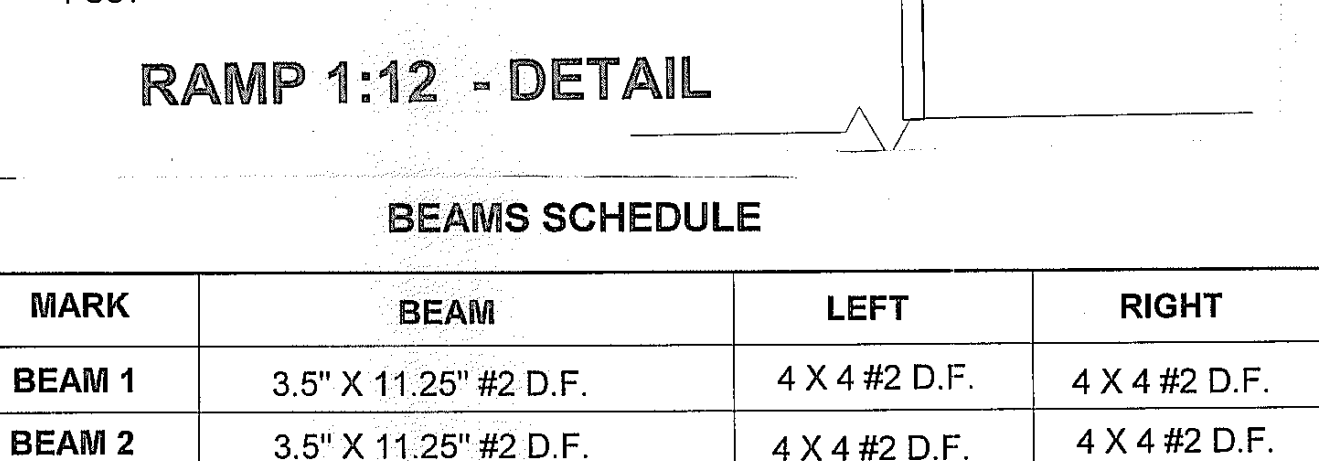 RAMP 1:12 - DETAIL
BEAMS SCHEDULE
MARK BEAM LEFT RIGHT
BEAM 1 3.5" X 11.25" #2 D.F. 4 X 4 #2 D.F. 4 X 4 #2 D.F.
BEAM 2 3.5" X 11.25" #2 D.F. 4 X 4 #2 D.F. 4 X 4 #2 D.F.